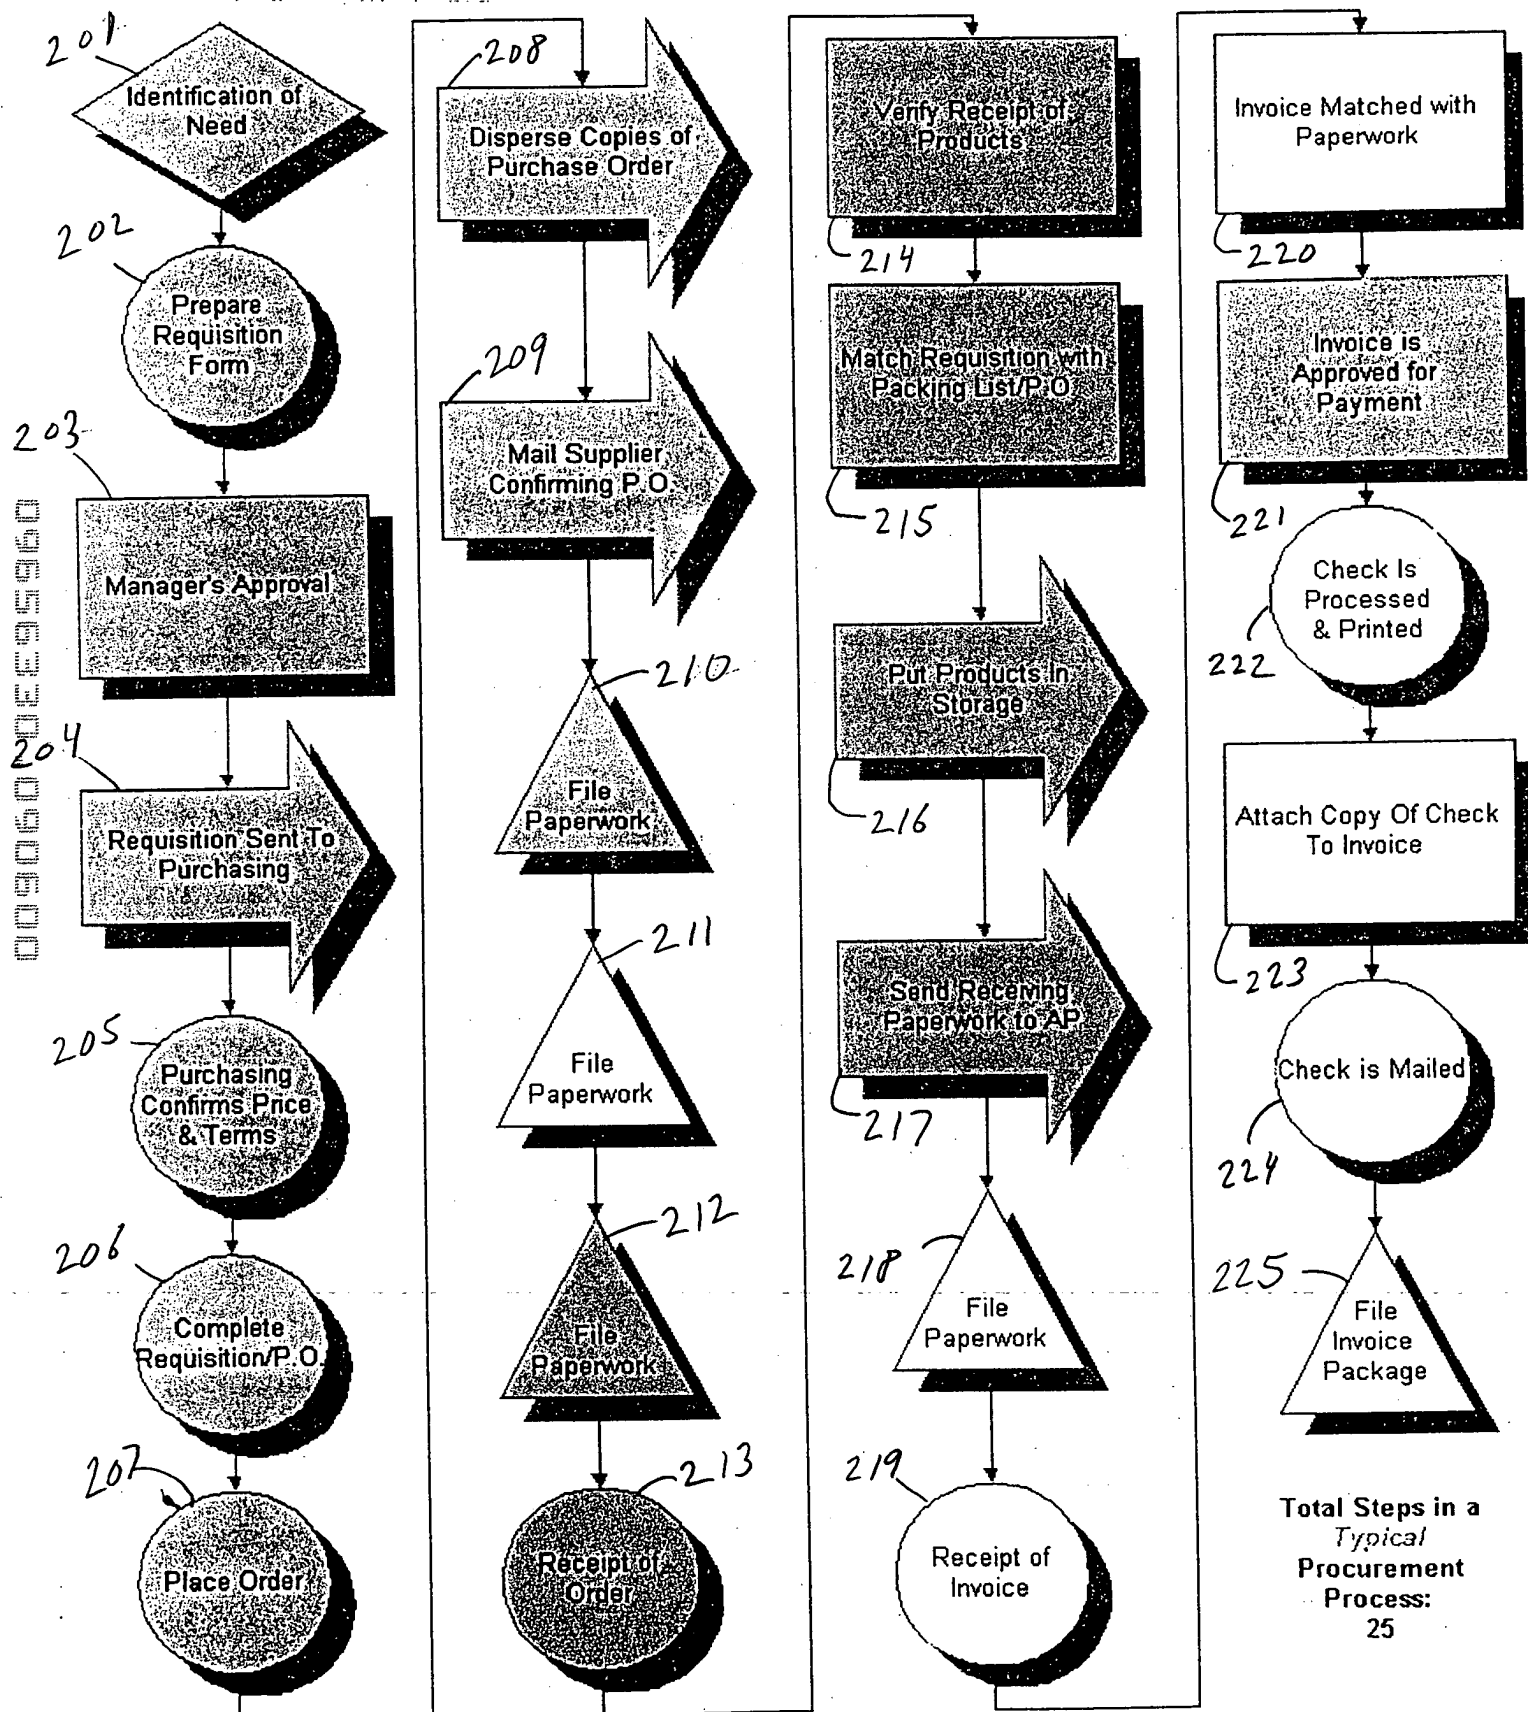 201
Identification of
Need
202
Prepare
Requisition
Form
203
Manager's Approval
204
Requisition Sent To
Purchasing
205
Purchasing
Confirms Price
& Terms
206
Complete
Requisition/P.O.
207
Place Order
208
Disperse Copies of
Purchase Order
209
Mail Supplier
Confirming P.O.
210
File
Paperwork
211
File
Paperwork
212
File
Paperwork
213
Receipt of
Order
Verify Receipt of
Products
214
Match Requisition with
Packing List/P.O.
215
Put Products In
Storage
216
Send Receiving
Paperwork to AP
217
218
File
Paperwork
219
Receipt of
Invoice
Invoice Matched with
Paperwork
220
Invoice is
Approved for
Payment
221
Check Is
Processed
& Printed
222
Attach Copy Of Check
To Invoice
223
Check is Mailed
224
225
File
Invoice
Package
Total Steps in a
Typical
Procurement
Process:
25